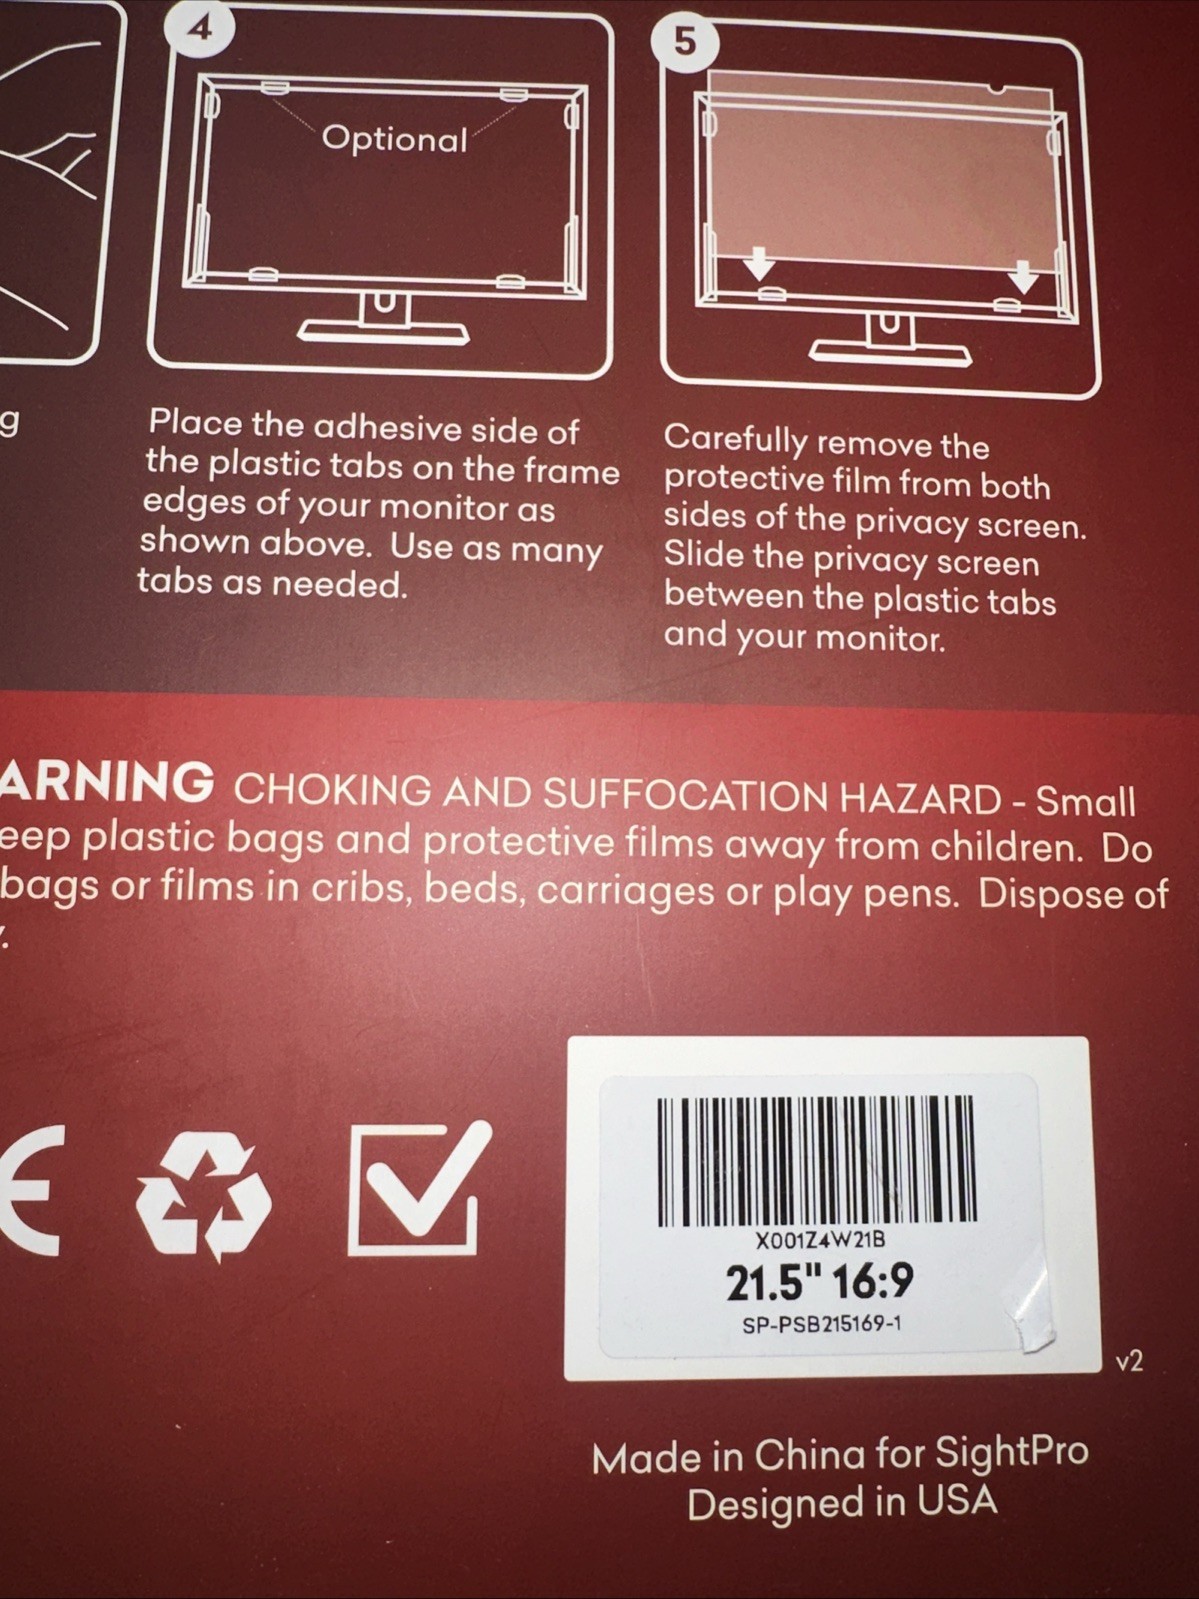 4
Optional
Place the adhesive side of
the plastic tabs on the frame
edges of your monitor as
shown above. Use as many
tabs as needed.
5
Carefully remove the
protective film from both
sides of the privacy screen.
Slide the privacy screen
between the plastic tabs
and your monitor.
g
ARNING CHOKING AND SUFFOCATION HAZARD - Small
eep plastic bags and protective films away from children. Do
bags or films in cribs, beds, carriages or play pens. Dispose of
CE
X001Z4W21B
21.5" 16:9
SP-PSB215169-1
v2
Made in China for SightPro
Designed in USA